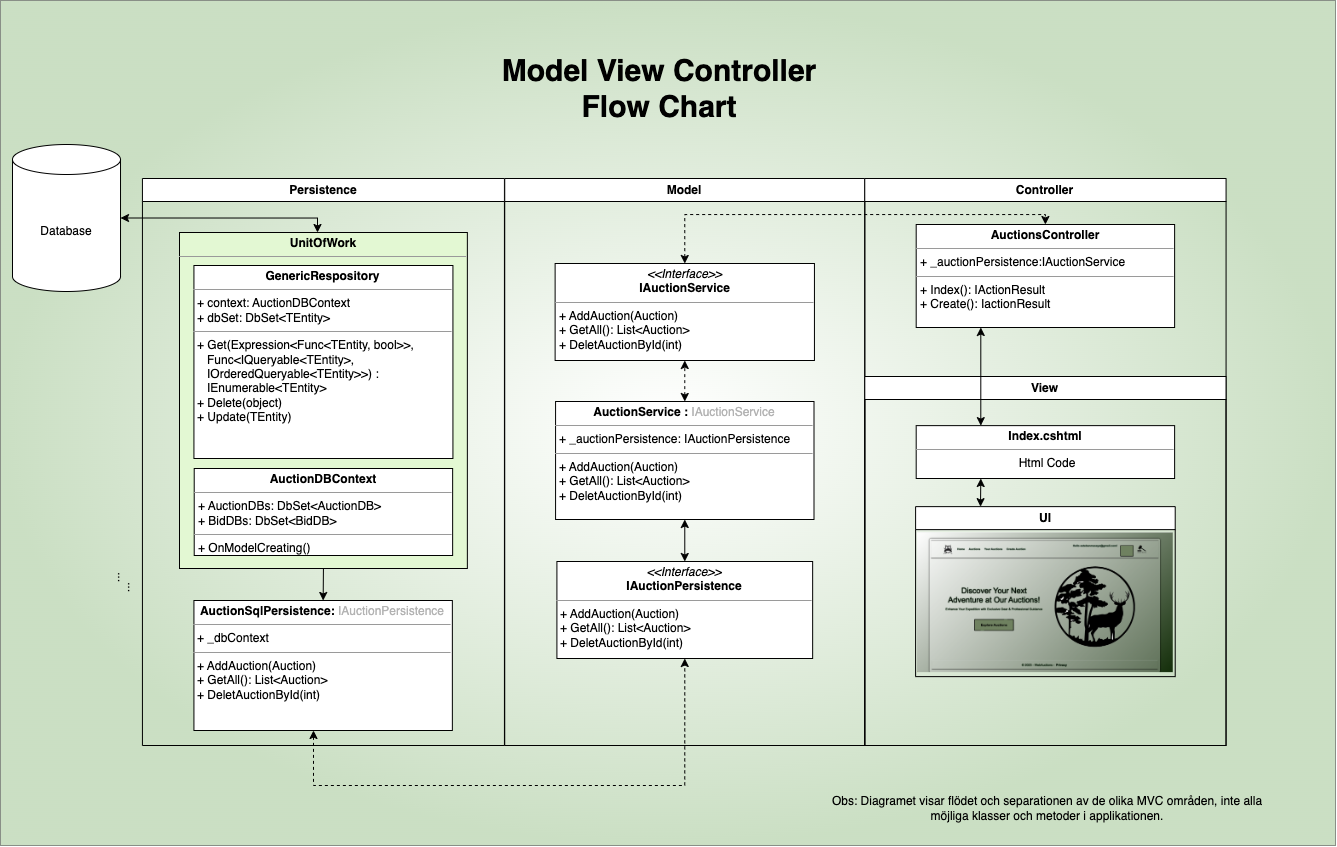 Model View Controller
Flow Chart
Database
Persistence
UnitOfWork
GenericRespository
+ context: AuctionDBContext
+ dbSet: DbSet<TEntity>
+ Get(Expression<Func<TEntity, bool>>,
Func<IQueryable<TEntity>,
IOrderedQueryable<TEntity>>) :
IEnumerable<TEntity>
+ Delete(object)
+ Update(TEntity)
AuctionDBContext
+ AuctionDBs: DbSet<AuctionDB>
+ BidDBs: DbSet<BidDB>
+ OnModelCreating()
...
...
AuctionSqlPersistence: IAuctionPersistence
+ _dbContext
+ AddAuction(Auction)
+ GetAll(): List<Auction>
+ DeletAuctionById(int)
Model
<<Interface>>
IAuctionService
+ AddAuction(Auction)
+ GetAll(): List<Auction>
+ DeletAuctionById(int)
AuctionService : IAuctionService
+ _auctionPersistence: IAuctionPersistence
+ AddAuction(Auction)
+ GetAll(): List<Auction>
+ DeletAuctionById(int)
<<Interface>>
IAuctionPersistence
+ AddAuction(Auction)
+ GetAll(): List<Auction>
+ DeletAuctionById(int)
Controller
AuctionsController
+ _auctionPersistence:IAuctionService
+ Index(): IActionResult
+ Create(): IactionResult
View
Index.cshtml
Html Code
UI
Discover Your Next
Adventure at Our Auctions!
Obs: Diagramet visar flödet och separationen av de olika MVC områden, inte alla
möjliga klasser och metoder i applikationen.